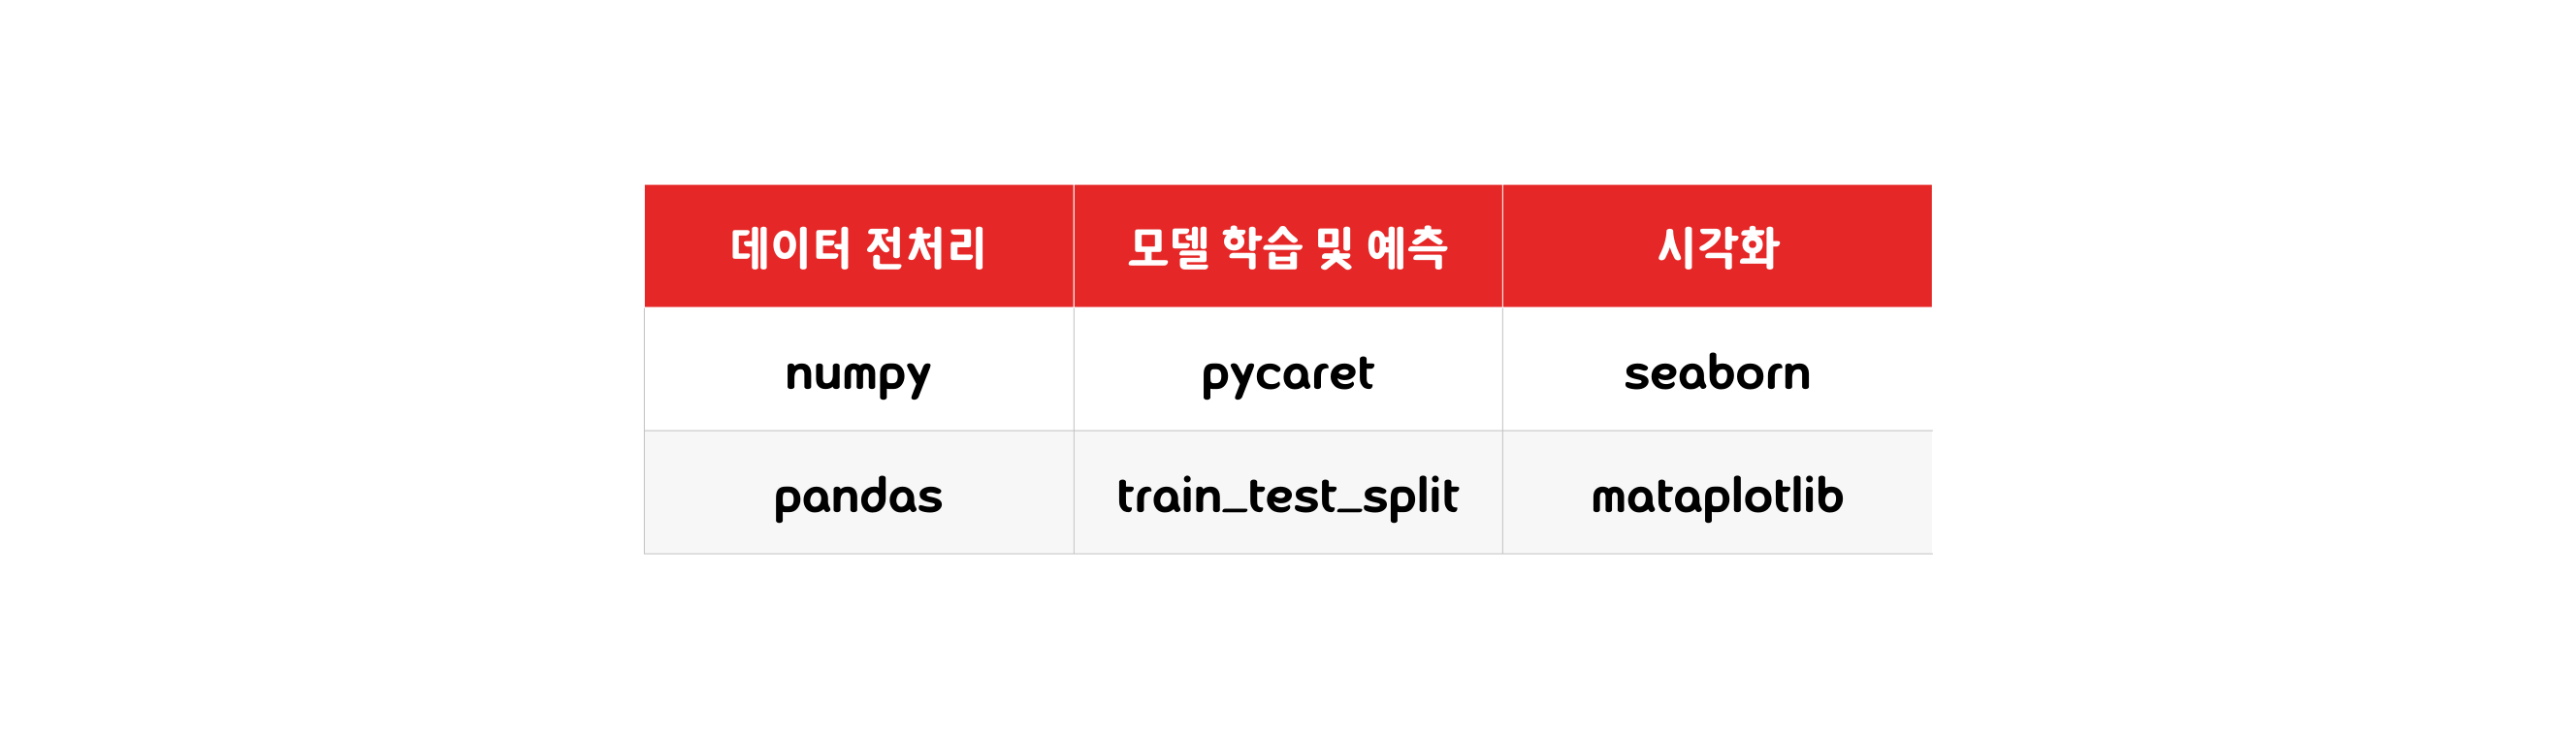 데이터 전처리 모델 학습 및 예측 시각화
numpy pycaret seaborn
pandas train_test_split mataplotlib